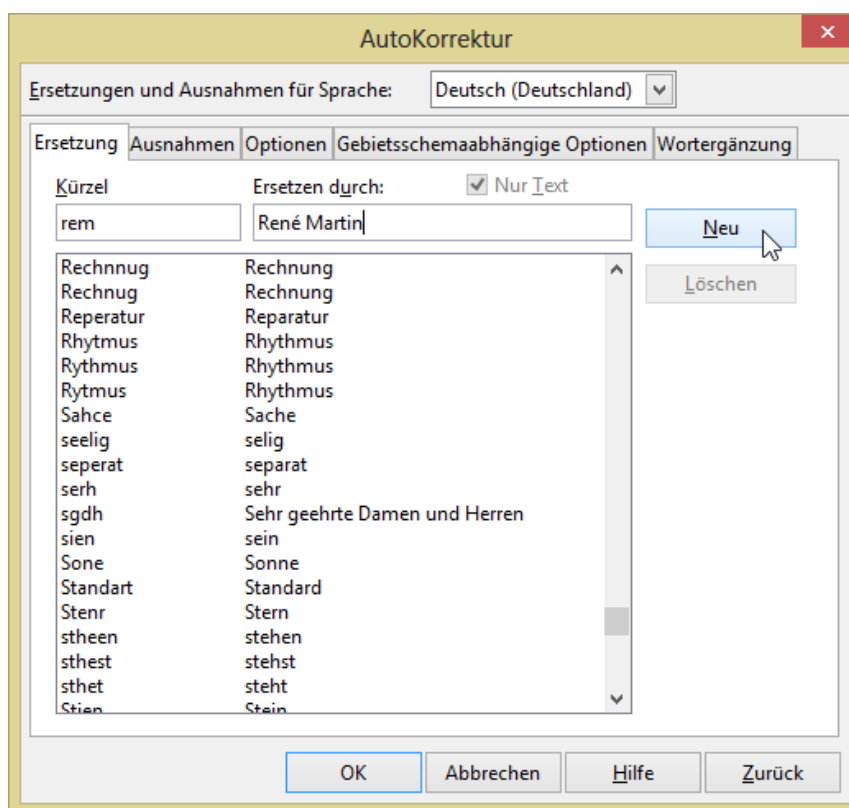 AutoKorrektur
Ersetzungen und Ausnahmen für Sprache: Deutsch (Deutschland)
Ersetzung Ausnahmen Optionen Gebietsschemaabhängige Optionen Wortergänzung
Kürzel Ersetzen durch: Nur Text
rem René Martin Neu
Löschen
Rechnnug Rechnung
Rechnug Rechnung
Reperatur Reparatur
Rhytmus Rhythmus
Rythmus Rhythmus
Rytmus Rhythmus
Sahce Sache
seelig selig
seperat separat
serh sehr
sgdh Sehr geehrte Damen und Herren
sien sein
Sone Sonne
Standart Standard
Stenr Stern
stheen stehen
sthest stehst
sthet steht
Stien Stein
OK Abbrechen Hilfe Zurück